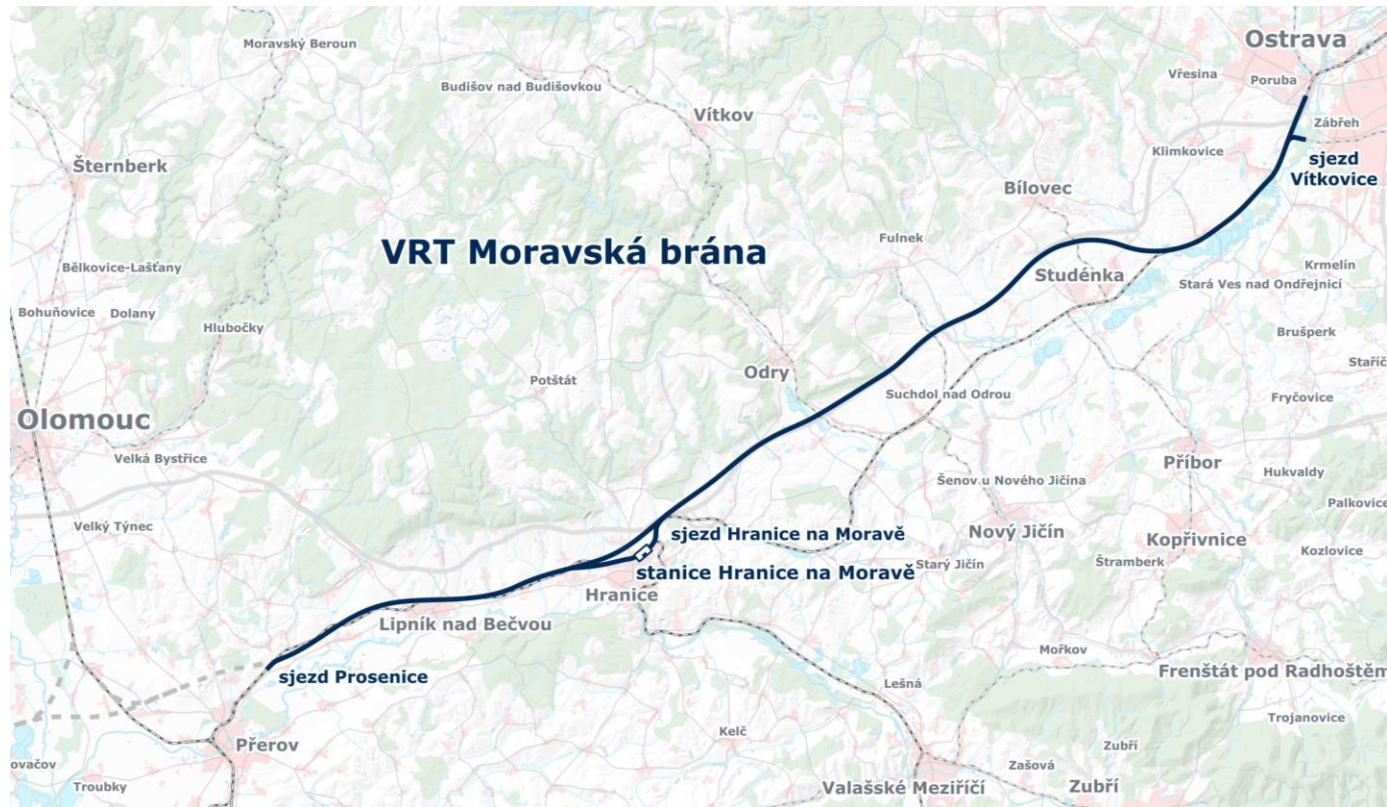 Ostrava
Moravský Beroun
Vřesina
Poruba
Budišov nad Budišovkou
Vítkov
Zábřeh
Klimkovice
Šternberk
sjezd
Vítkovice
Bílovec
VRT Moravská brána
Fulnek
Bělkovice-Lašťany
Krmelín
Studénka
Stará Ves nad Ondřejnicí
Bohuňovice
Dolany
Hlubočky
Brušperk
Potštát
Odry
Staříč
Suchdol nad Odrou
Fryčovice
Olomouc
Velká Bystřice
Příbor
Hukvaldy
Šenov u Nového Jičína
Palkovice
Velký Týnec
Nový Jičín
sjezd Hranice na Moravě
Kopřivnice
Kozlovice
Štramberk
Starý Jičín
stanice Hranice na Moravě
Hranice
Lipník nad Bečvou
Mořkov
Frenštát pod Radhoštěm
sjezd Prosenice
Lešná
Trojanovice
Kelč
Přerov
Zubří
ovačov
Zašová
Troubky
Valašské Meziříčí
Zubří